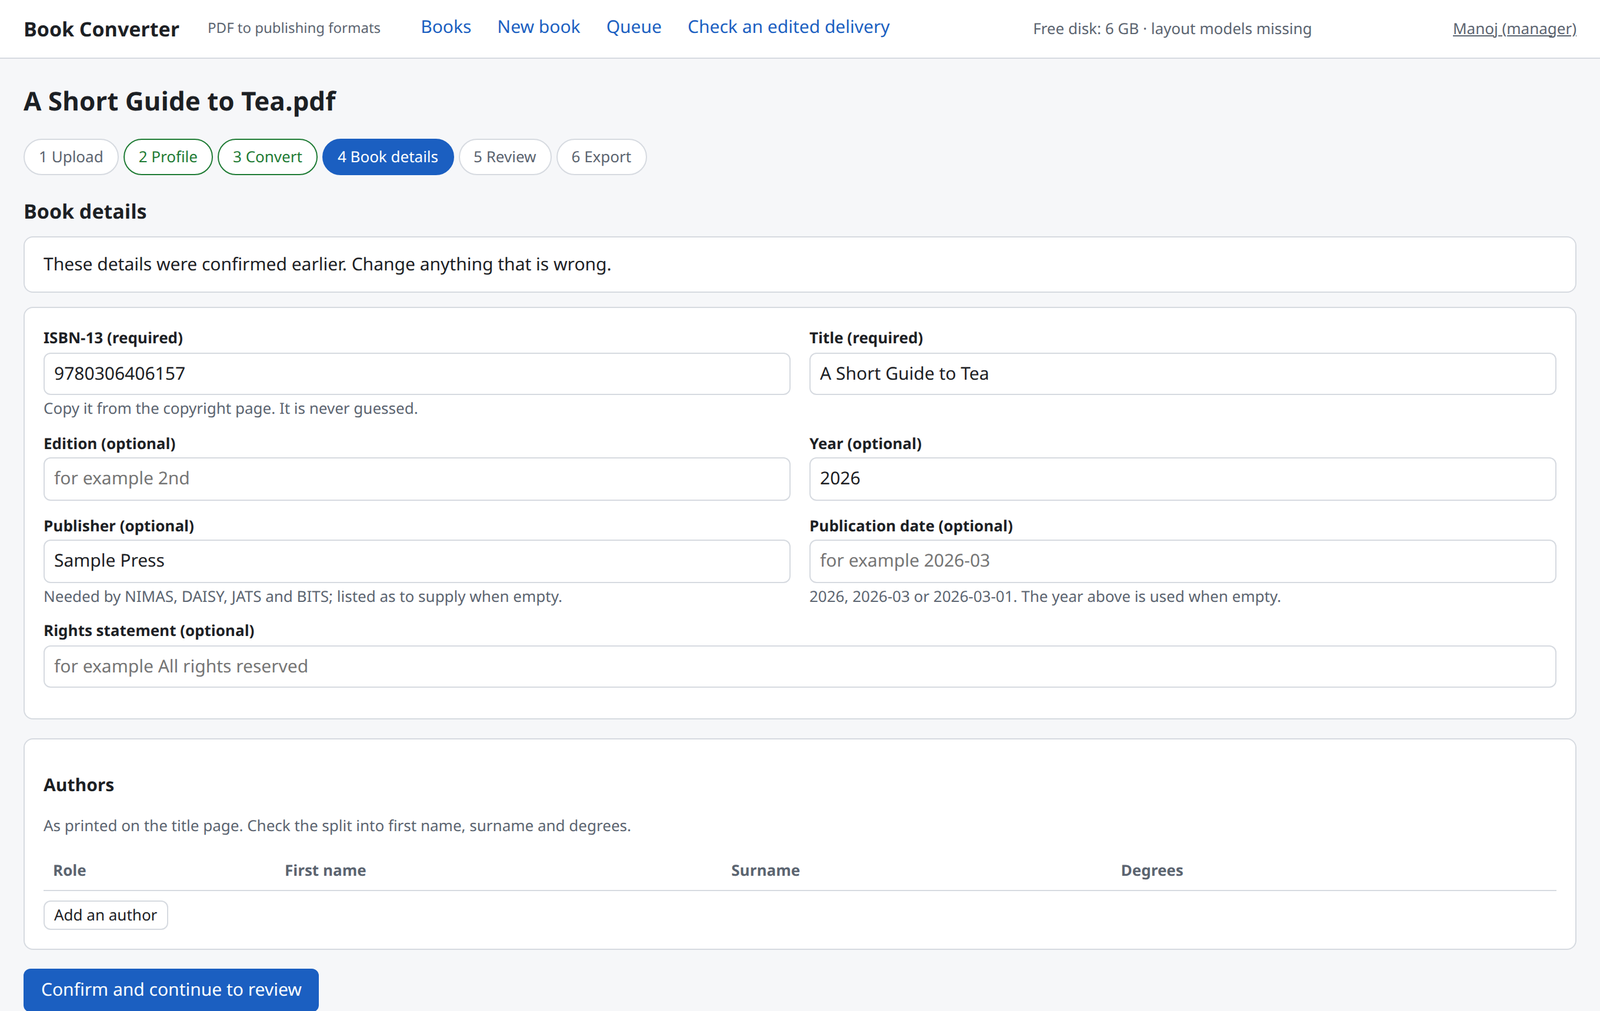 Book Converter PDF to publishing formats Books New book Queue Check an edited delivery Free disk: 6 GB · layout models missing Manoj (manager)
A Short Guide to Tea.pdf
1 Upload 2 Profile 3 Convert 4 Book details 5 Review 6 Export
Book details
These details were confirmed earlier. Change anything that is wrong.
ISBN-13 (required) Title (required)
9780306406157 A Short Guide to Tea
Copy it from the copyright page. It is never guessed.
Edition (optional) Year (optional)
for example 2nd 2026
Publisher (optional) Publication date (optional)
Sample Press for example 2026-03
Needed by NIMAS, DAISY, JATS and BITS; listed as to supply when empty. 2026, 2026-03 or 2026-03-01. The year above is used when empty.
Rights statement (optional)
for example All rights reserved
Authors
As printed on the title page. Check the split into first name, surname and degrees.
Role First name Surname Degrees
Add an author
Confirm and continue to review